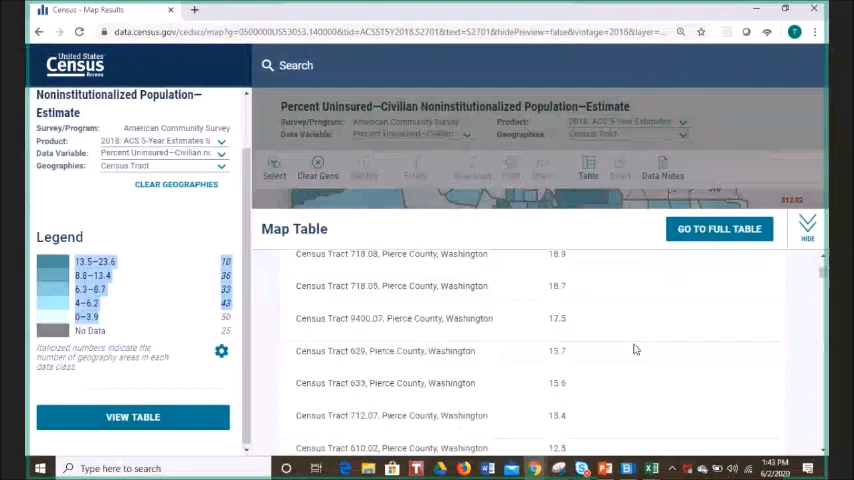 Census - Map Results
data.census.gov/cedsci/map?q=0500000US53053.140000&tid=ACSST5Y2018.S2701&text=S2701&hidePreview=false&vintage=2018&layer=...
United States
Census
Bureau
Search
Noninstitutionalized Population—
Estimate
Survey/Program: American Community Survey
Product: 2018: ACS 5-Year Estimates S
Data Variable: Percent Uninsured—Civilian nc
Geographies: Census Tract
CLEAR GEOGRAPHIES
Legend
13.5—23.6 10
8.8—13.4 36
6.3—8.7 33
4—6.2 43
0—3.9 50
No Data 25
Italicized numbers indicate the
number of geography areas in each
data class.
VIEW TABLE
Percent Uninsured—Civilian Noninstitutionalized Population—Estimate
Survey/Program: American Community Survey
Product: 2018: ACS 5-Year Estimates
Data Variable: Percent Uninsured—Civilian
Geographies: Census Tract
Select Clear Geos Identify Filters Download Print Share Table Data Notes
Map Table
GO TO FULL TABLE
HIDE
Census Tract 718.08, Pierce County, Washington 18.9
Census Tract 718.05, Pierce County, Washington 18.7
Census Tract 9400.07, Pierce County, Washington 17.5
Census Tract 629, Pierce County, Washington 15.7
Census Tract 633, Pierce County, Washington 15.6
Census Tract 712.07, Pierce County, Washington 13.4
Census Tract 610.02, Pierce County, Washington 12.5
Type here to search
1:43 PM
6/2/2020